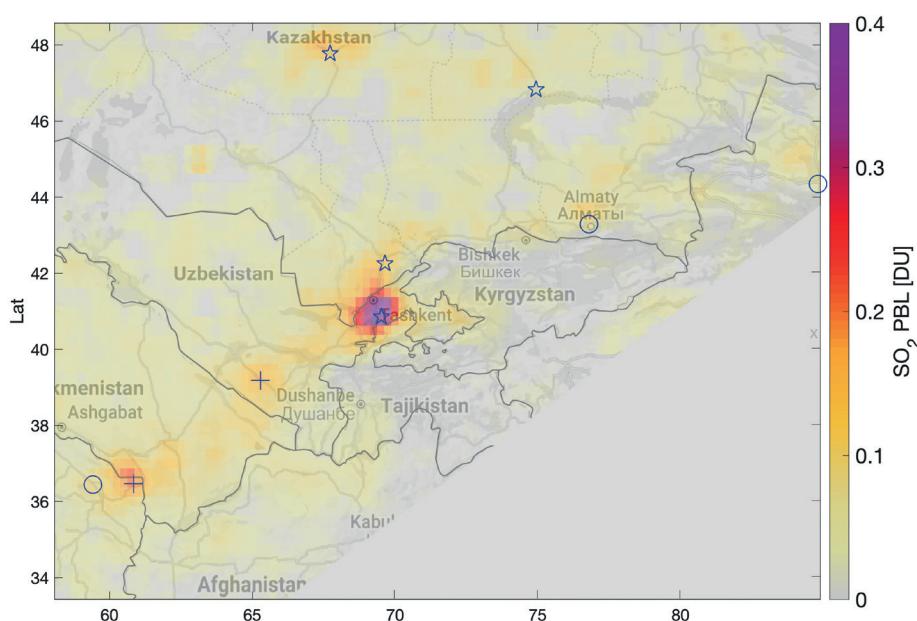 48
46
44
42
40
38
36
34
Lat
60
65
70
75
80
Kazakhstan
Almaty
Алматы
Bishkek
Бишкек
Uzbekistan
Kyrgyzstan
ashkent
kmenistan
Ashgabat
Dushanbe
Душанбе
Tajikistan
Kabul
Afghanistan
x
0.4
0.3
0.2
0.1
0
SO₂ PBL [DU]